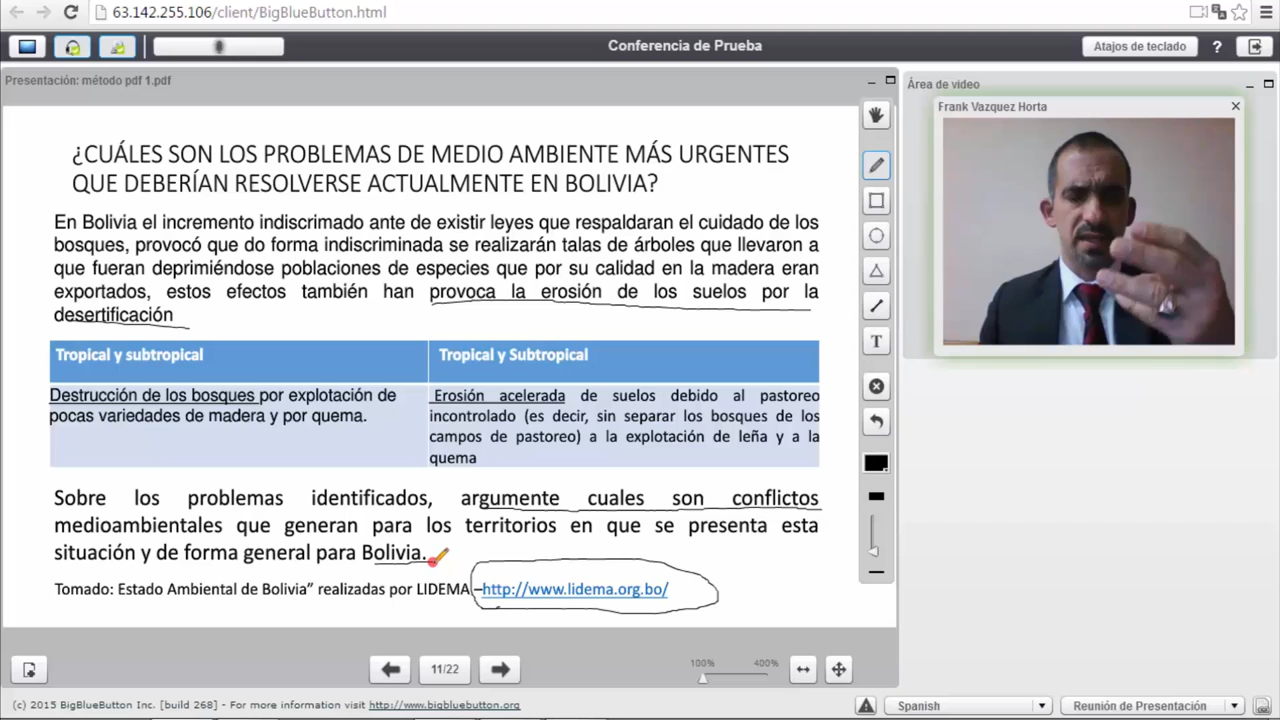 63.142.255.106/client/BigBlueButton.html
Conferencia de Prueba
Atajos de teclado
?
Presentación: método pdf 1.pdf
Área de video
Frank Vazquez Horta
¿CUÁLES SON LOS PROBLEMAS DE MEDIO AMBIENTE MÁS URGENTES
QUE DEBERÍAN RESOLVERSE ACTUALMENTE EN BOLIVIA?
En Bolivia el incremento indiscrimado ante de existir leyes que respaldaran el cuidado de los
bosques, provocó que do forma indiscriminada se realizarán talas de árboles que llevaron a
que fueran deprimiéndose poblaciones de especies que por su calidad en la madera eran
exportados, estos efectos también han provoca la erosión de los suelos por la
desertificación
Tropical y subtropical
Tropical y Subtropical
Destrucción de los bosques por explotación de
pocas variedades de madera y por quema.
Erosión acelerada de suelos debido al pastoreo
incontrolado (es decir, sin separar los bosques de los
campos de pastoreo) a la explotación de leña y a la
quema
Sobre los problemas identificados, argumente cuales son conflictos
medioambientales que generan para los territorios en que se presenta esta
situación y de forma general para Bolivia.
Tomado: Estado Ambiental de Bolivia” realizadas por LIDEMA –http://www.lidema.org.bo/
T
11/22
100%
400%
(c) 2015 BigBlueButton Inc. [build 268] - For more information visit http://www.bigbluebutton.org
Spanish
Reunión de Presentación